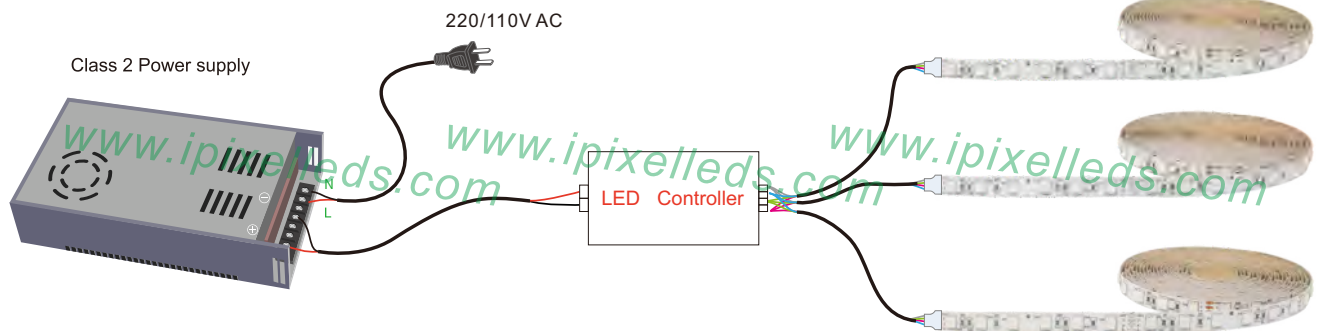 220/110V AC
Class 2 Power supply
www.ipixelleds.com
www.ipixelleds.com
www.ipixelleds.com
N
⊖
L
⊕
LED Controller